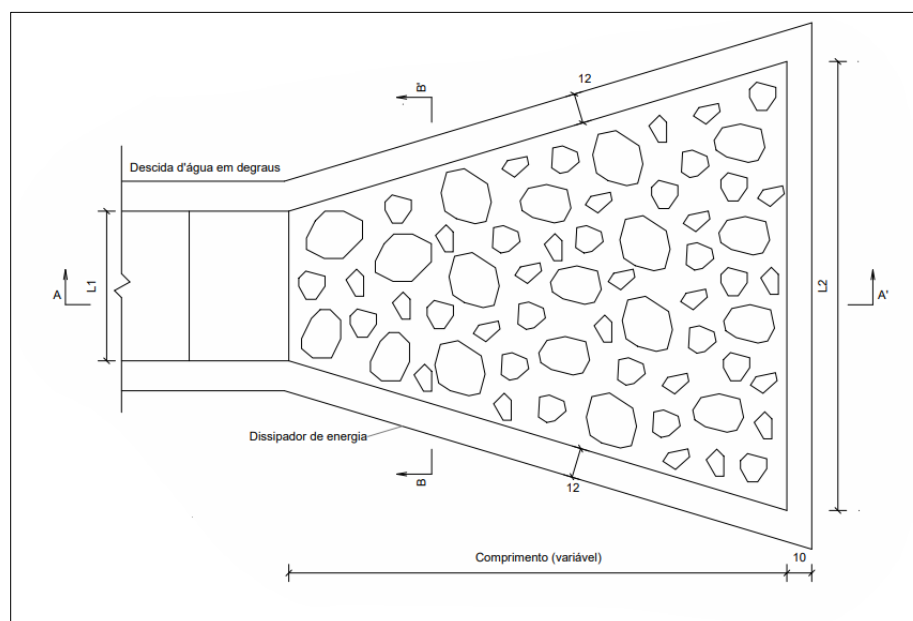 12
B'
Descida d'água em degraus
L1
A
L2
A'
Dissipador de energia
B
12
Comprimento (variável)
10